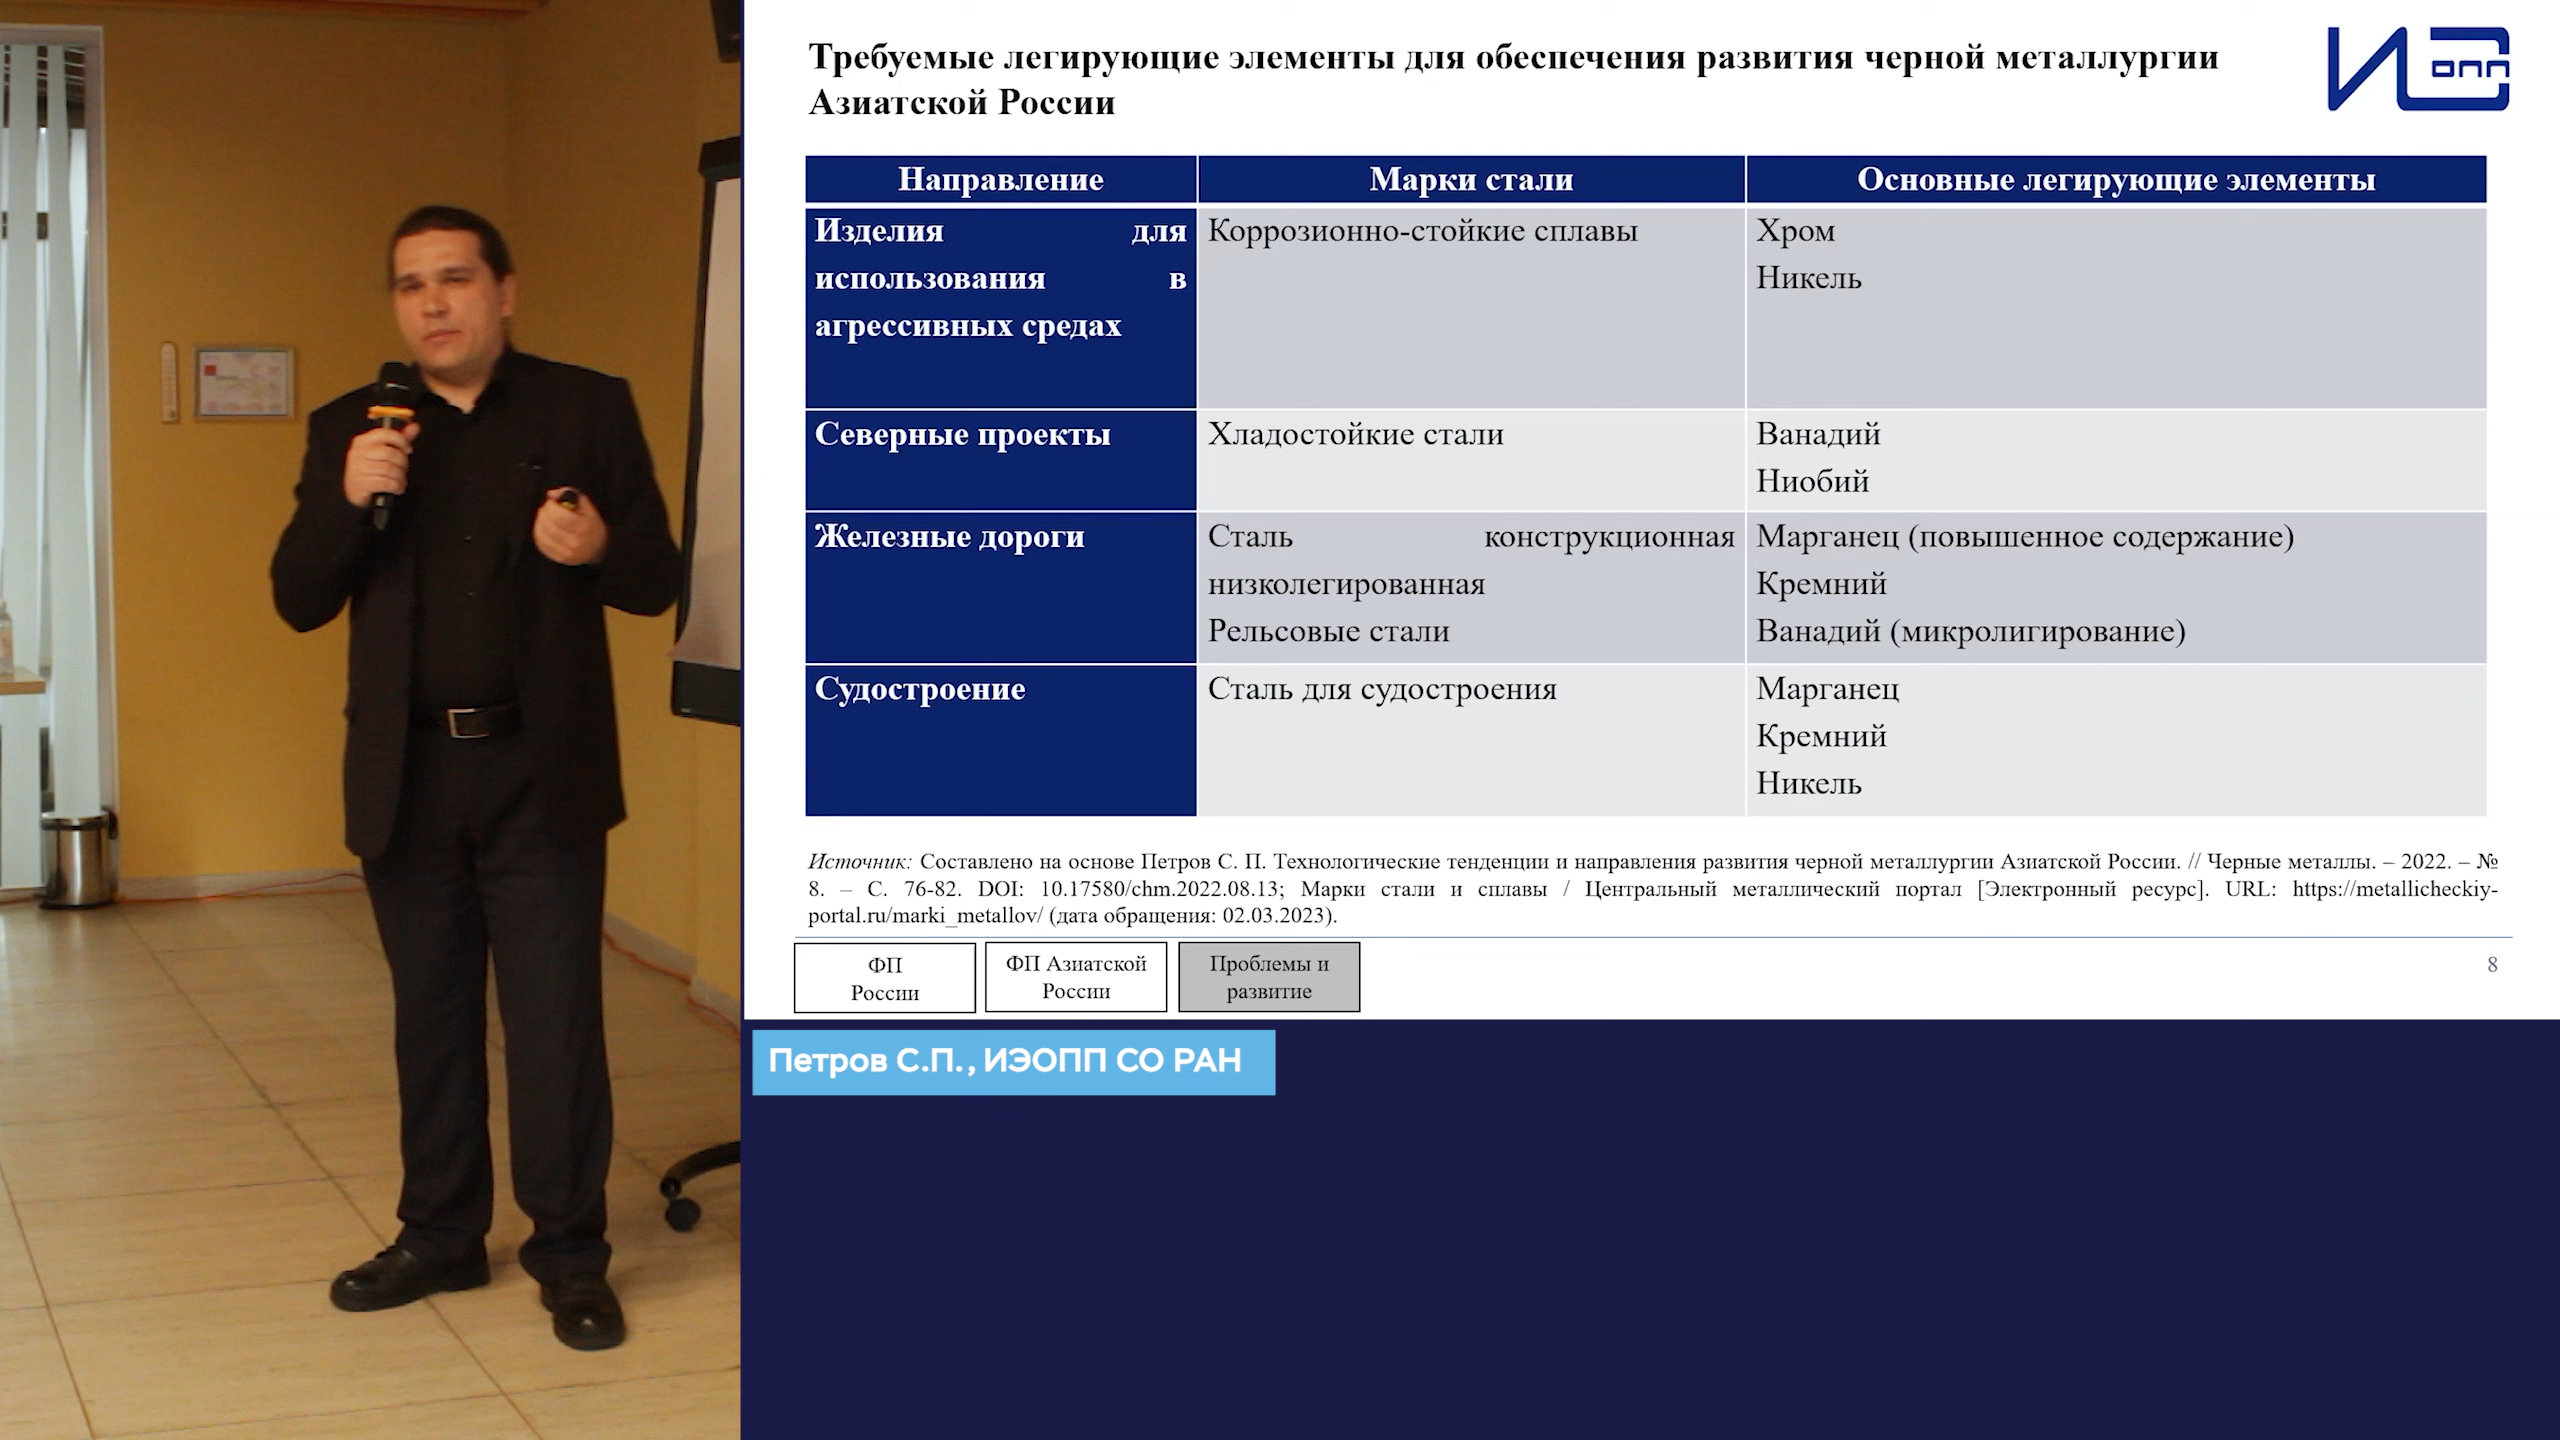 Требуемые легирующие элементы для обеспечения развития черной металлургии
Азиатской России
ИЭ
опп
Направление
Марки стали
Основные легирующие элементы
Изделия для
использования в
агрессивных средах
Коррозионно-стойкие сплавы
Хром
Никель
Северные проекты
Хладостойкие стали
Ванадий
Ниобий
Железные дороги
Сталь конструкционная
низколегированная
Рельсовые стали
Марганец (повышенное содержание)
Кремний
Ванадий (микролигирование)
Судостроение
Сталь для судостроения
Марганец
Кремний
Никель
Источник: Составлено на основе Петров С. П. Технологические тенденции и направления развития черной металлургии Азиатской России. // Черные металлы. – 2022. – №
8. – С. 76-82. DOI: 10.17580/chm.2022.08.13; Марки стали и сплавы / Центральный металлический портал [Электронный ресурс]. URL: https://metallicheckiy-
portal.ru/marki_metallov/ (дата обращения: 02.03.2023).
ФП
России
ФП Азиатской
России
Проблемы и
развитие
8
Петров С.П., ИЭОПП СО РАН